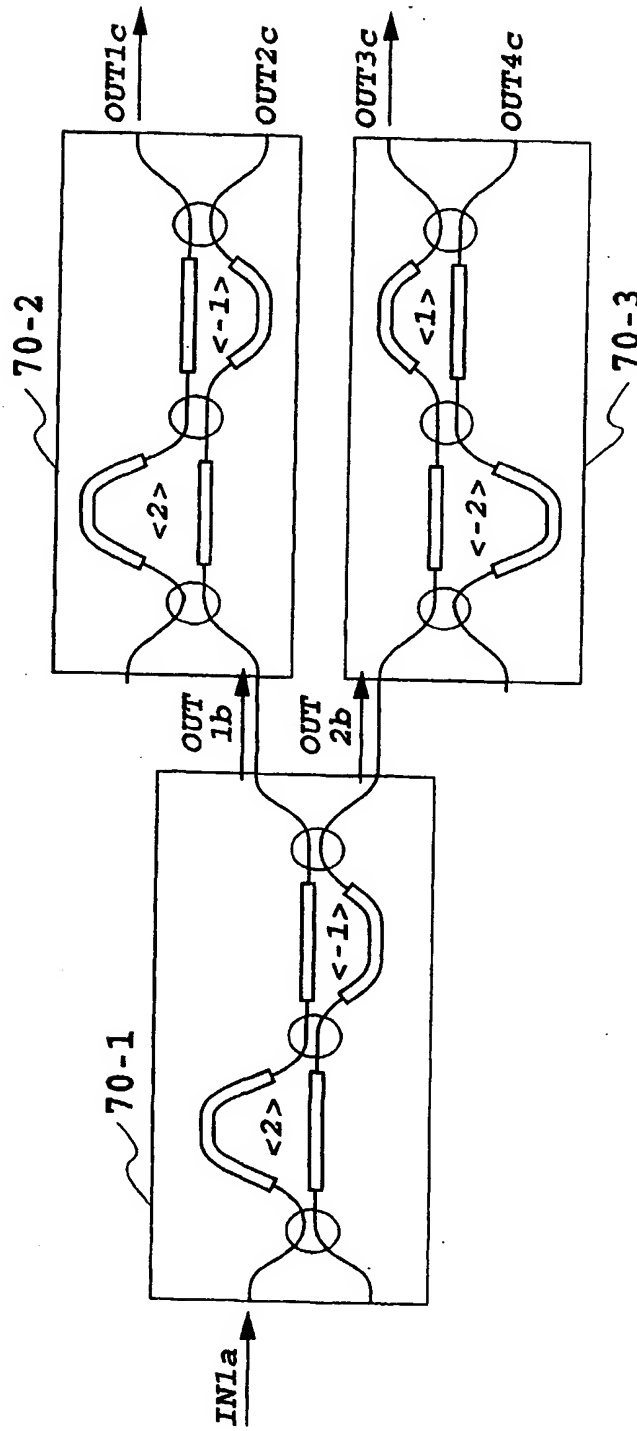 70-1
IN1a
<2>
<-1>
OUT
1b
OUT
2b
70-2
<2>
<-1>
OUT1c
OUT2c
70-3
<-2>
<1>
OUT3c
OUT4c